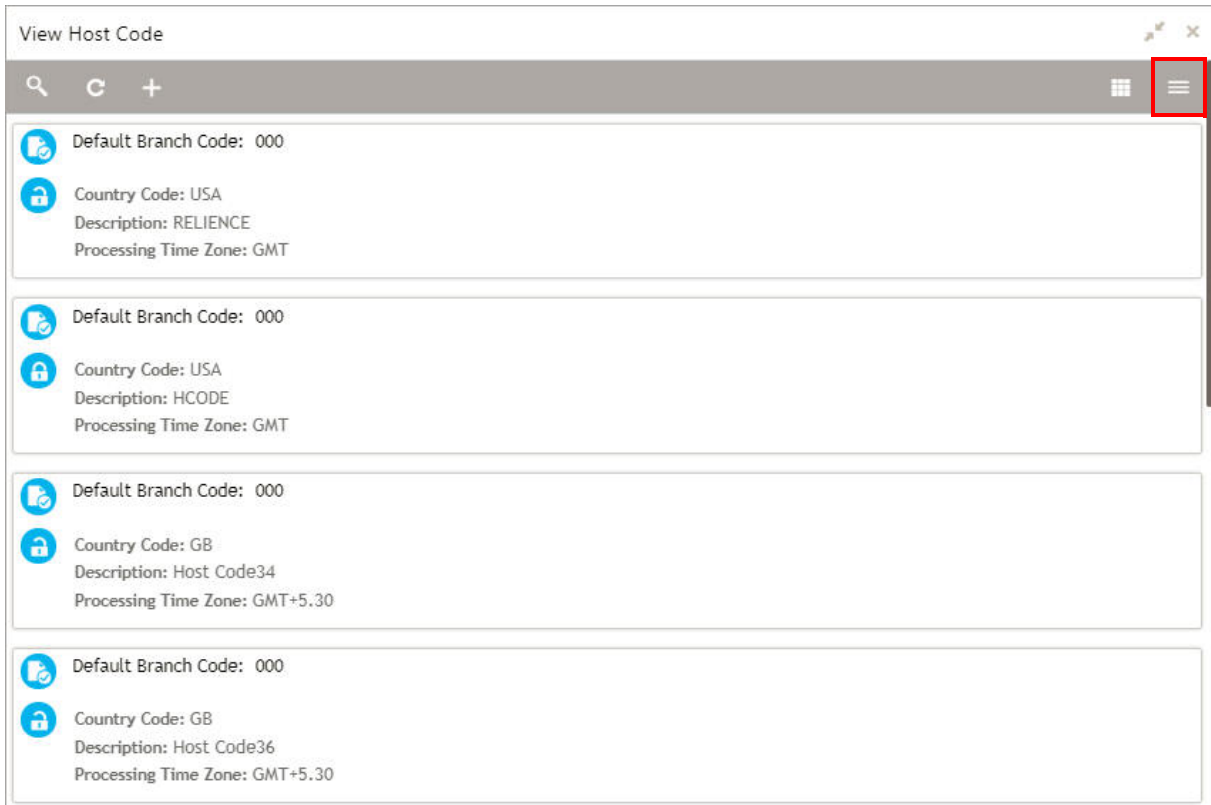 View Host Code
Default Branch Code: 000
Country Code: USA
Description: RELIENCE
Processing Time Zone: GMT
Default Branch Code: 000
Country Code: USA
Description: HCODE
Processing Time Zone: GMT
Default Branch Code: 000
Country Code: GB
Description: Host Code34
Processing Time Zone: GMT+5.30
Default Branch Code: 000
Country Code: GB
Description: Host Code36
Processing Time Zone: GMT+5.30